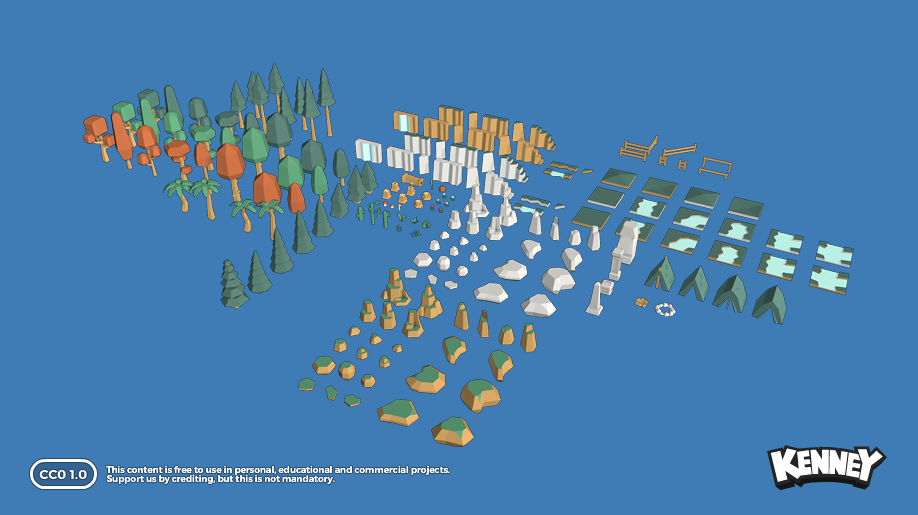 CC0 1.0
This content is free to use in personal, educational and commercial projects.
Support us by crediting, but this is not mandatory.
KENNEY